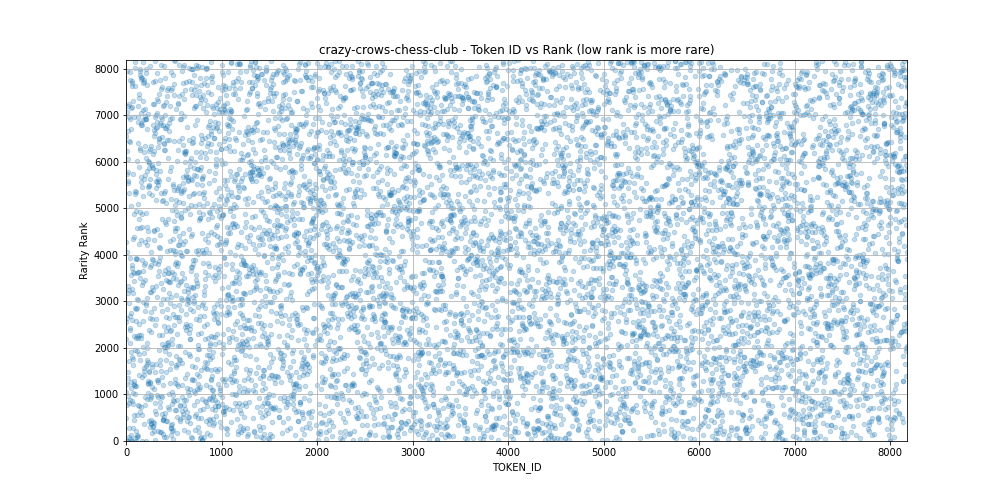 crazy-crows-chess-club - Token ID vs Rank (low rank is more rare)
8000
7000
6000
5000
4000
3000
2000
1000
0
Rarity Rank
0 1000 2000 3000 4000 5000 6000 7000 8000
TOKEN_ID